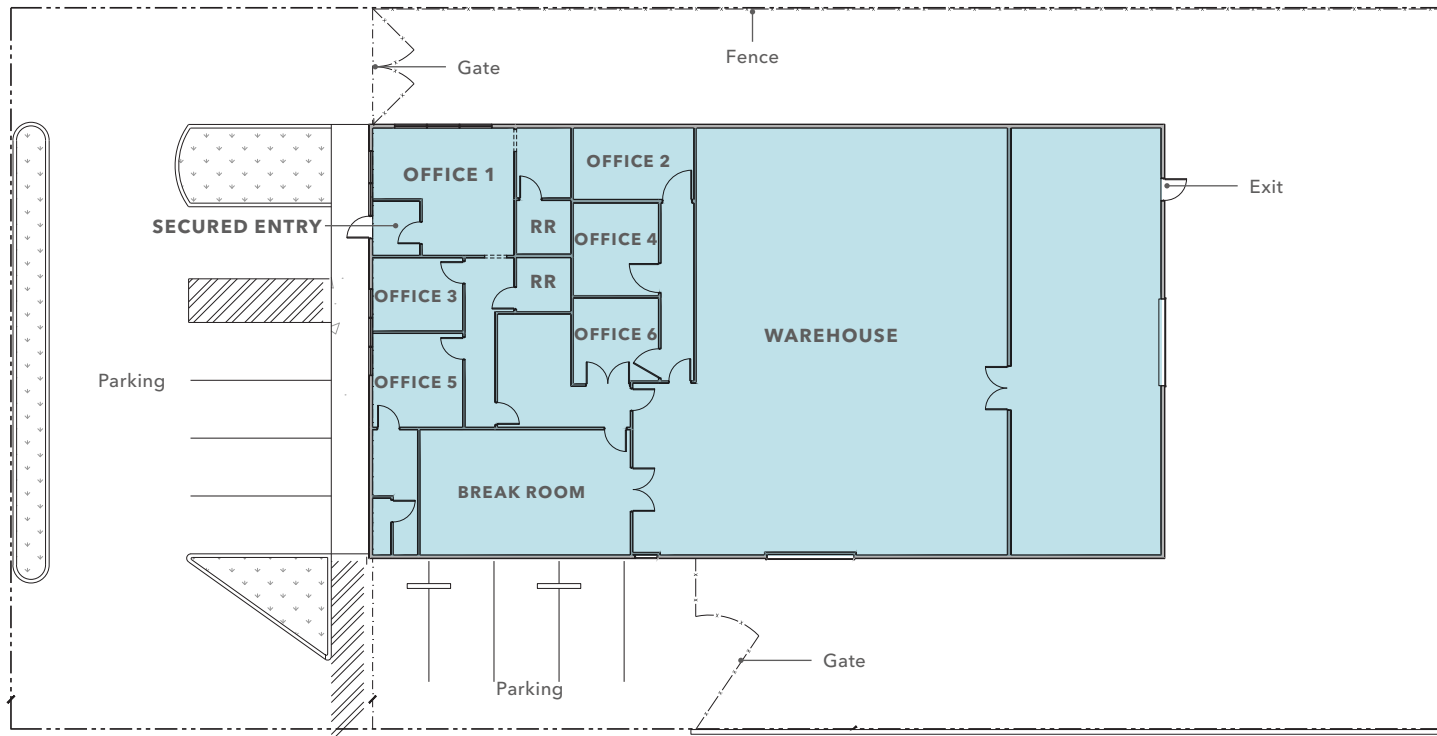 Fence
Gate
OFFICE 1
OFFICE 2
Exit
SECURED ENTRY
RR
OFFICE 4
RR
OFFICE 3
OFFICE 6
WAREHOUSE
Parking
OFFICE 5
BREAK ROOM
Gate
Parking